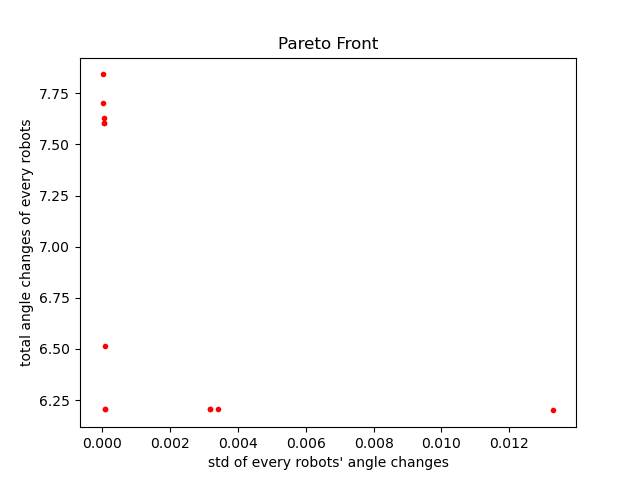 Pareto Front
total angle changes of every robots
7.75
7.50
7.25
7.00
6.75
6.50
6.25
0.000 0.002 0.004 0.006 0.008 0.010 0.012
std of every robots' angle changes